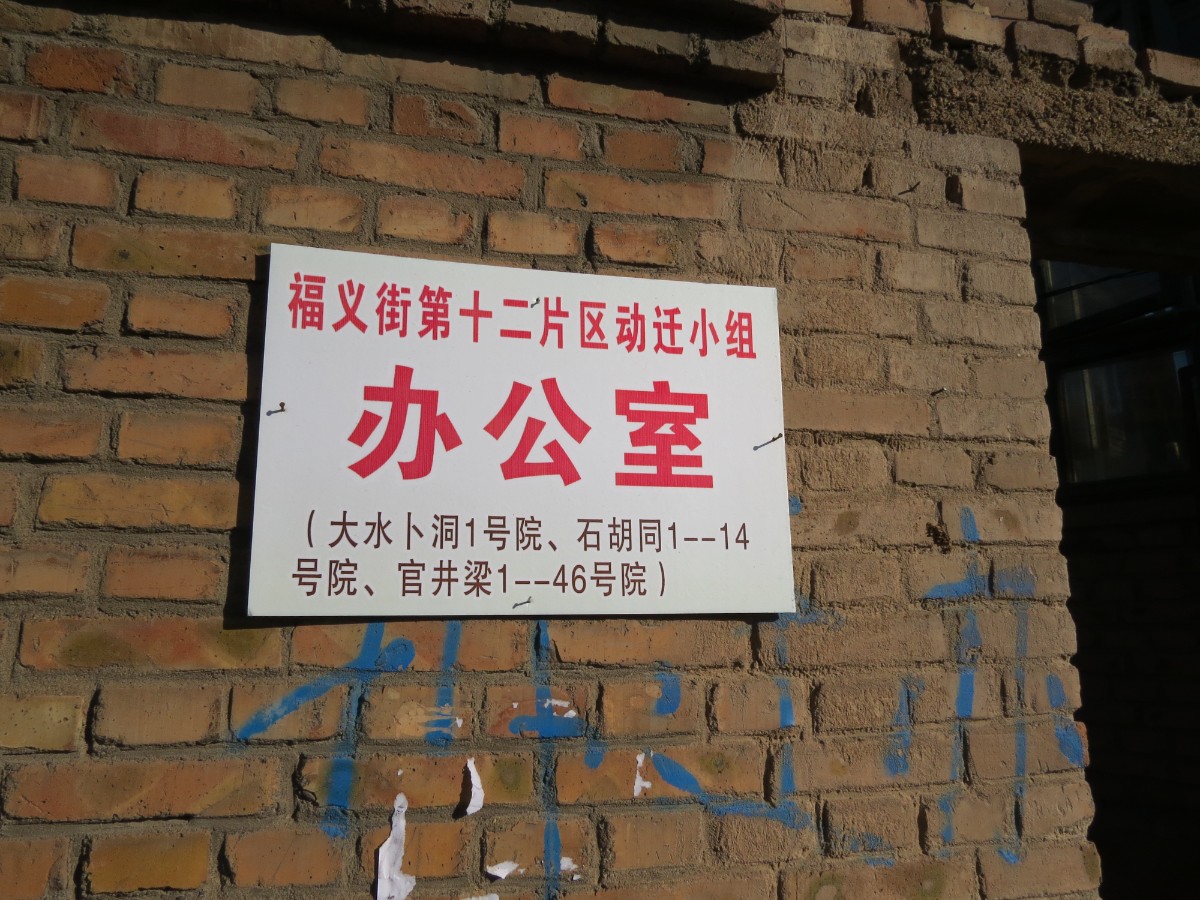 福义街第十二片区动迁小组
办公室
（大水卜洞1号院、石胡同1--14
号院、官井梁1--46号院）